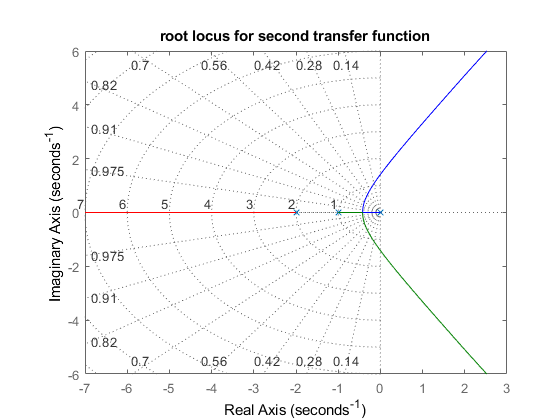 root locus for second transfer function
6
0.7 0.56 0.42 0.28 0.14
0.82
4
0.91
2
0.975
7 6 5 4 3 2 1
0
0.975
-2
0.91
-4
0.82
0.7 0.56 0.42 0.28 0.14
-6
-7 -6 -5 -4 -3 -2 -1 0 1 2 3
Imaginary Axis (seconds⁻¹)
Real Axis (seconds⁻¹)